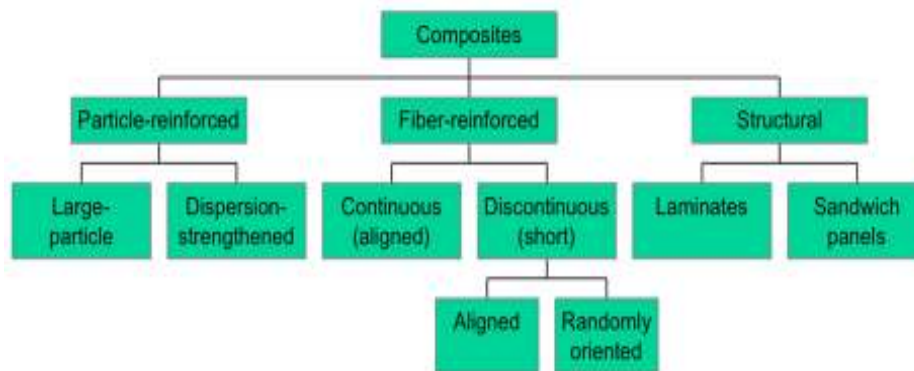 Composites
Particle-reinforced
Fiber-reinforced
Structural
Large-
particle
Dispersion-
strengthened
Continuous
(aligned)
Discontinuous
(short)
Laminates
Sandwich
panels
Aligned
Randomly
oriented